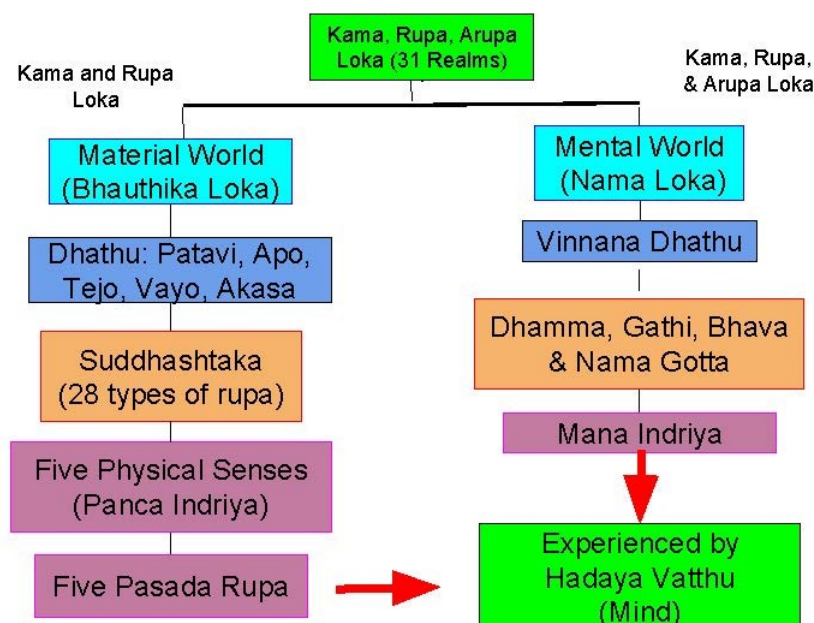 Kama, Rupa, Arupa
Loka (31 Realms)
Kama and Rupa
Loka
Kama, Rupa,
& Arupa Loka
Material World
(Bhauthika Loka)
Mental World
(Nama Loka)
Dhathu: Patavi, Apo,
Tejo, Vayo, Akasa
Vinnana Dhathu
Suddhashtaka
(28 types of rupa)
Dhamma, Gathi, Bhava
& Nama Gotta
Five Physical Senses
(Panca Indriya)
Mana Indriya
Five Pasada Rupa
Experienced by
Hadaya Vatthu
(Mind)